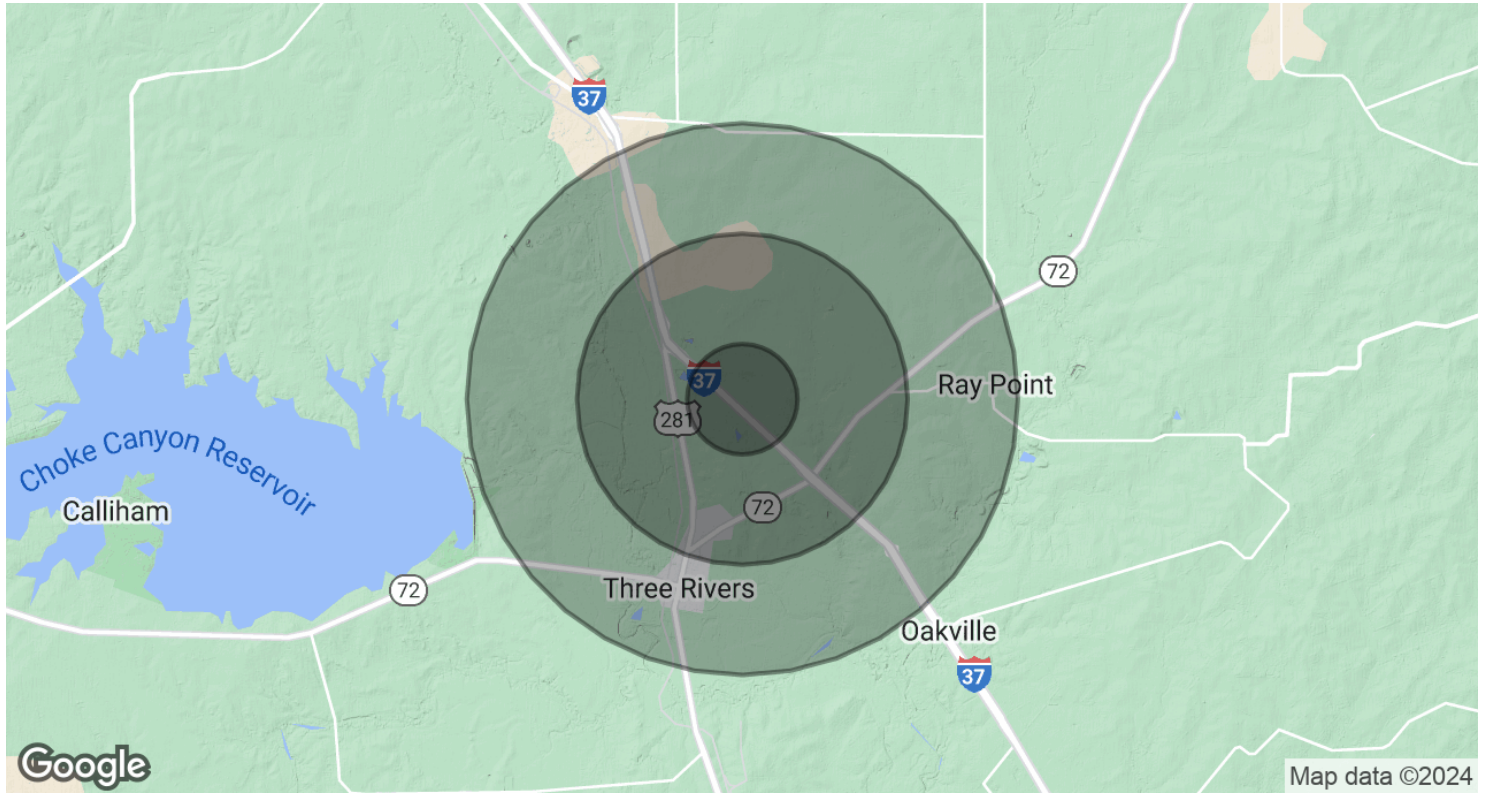 37
72
37
Ray Point
281
Choke Canyon Reservoir
Calliham
72
72
Three Rivers
Oakville
37
Google
Map data ©2024